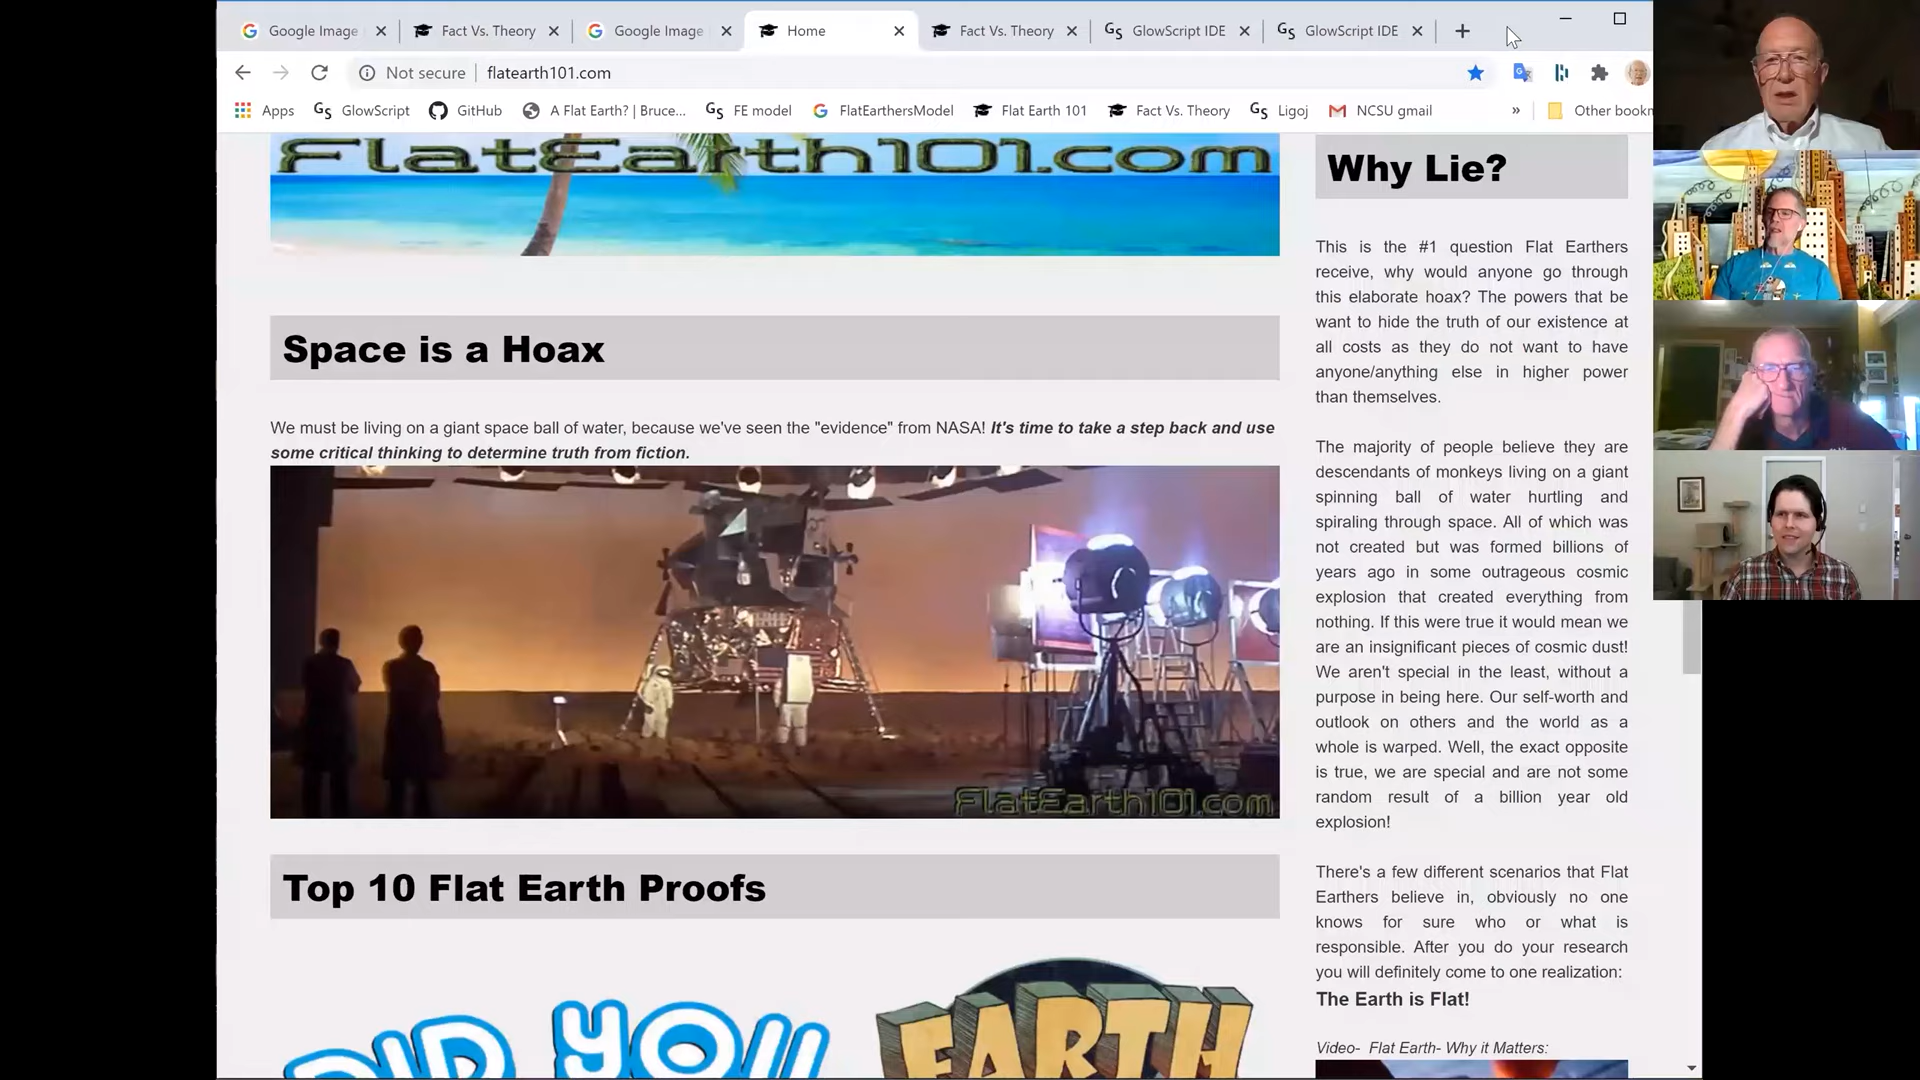 Google Image
Fact Vs. Theory
Google Image
Home
Fact Vs. Theory
GS GlowScript IDE
GS GlowScript IDE
Not secure
flatearth101.com
Apps
GS GlowScript
GitHub
A Flat Earth? | Bruce...
GS FE model
FlatEarthersModel
Flat Earth 101
Fact Vs. Theory
GS Ligoj
NCSU gmail
»
Other bookm
FlatEarth101.com
Space is a Hoax
We must be living on a giant space ball of water, because we've seen the "evidence" from NASA! It's time to take a step back and use
some critical thinking to determine truth from fiction.
FlatEarth101.com
Top 10 Flat Earth Proofs
DID YOU
EARTH
Why Lie?
This is the #1 question Flat Earthers
receive, why would anyone go through
this elaborate hoax? The powers that be
want to hide the truth of our existence at
all costs as they do not want to have
anyone/anything else in higher power
than themselves.
The majority of people believe they are
descendants of monkeys living on a giant
spinning ball of water hurtling and
spiraling through space. All of which was
not created but was formed billions of
years ago in some outrageous cosmic
explosion that created everything from
nothing. If this were true it would mean we
are an insignificant pieces of cosmic dust!
We aren't special in the least, without a
purpose in being here. Our self-worth and
outlook on others and the world as a
whole is warped. Well, the exact opposite
is true, we are special and are not some
random result of a billion year old
explosion!
There's a few different scenarios that Flat
Earthers believe in, obviously no one
knows for sure who or what is
responsible. After you do your research
you will definitely come to one realization:
The Earth is Flat!
Video- Flat Earth- Why it Matters: